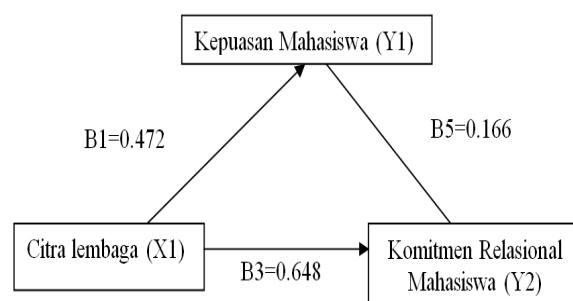 Kepuasan Mahasiswa (Y1)
B1=0.472
B5=0.166
Citra lembaga (X1)
B3=0.648
Komitmen Relasional
Mahasiswa (Y2)